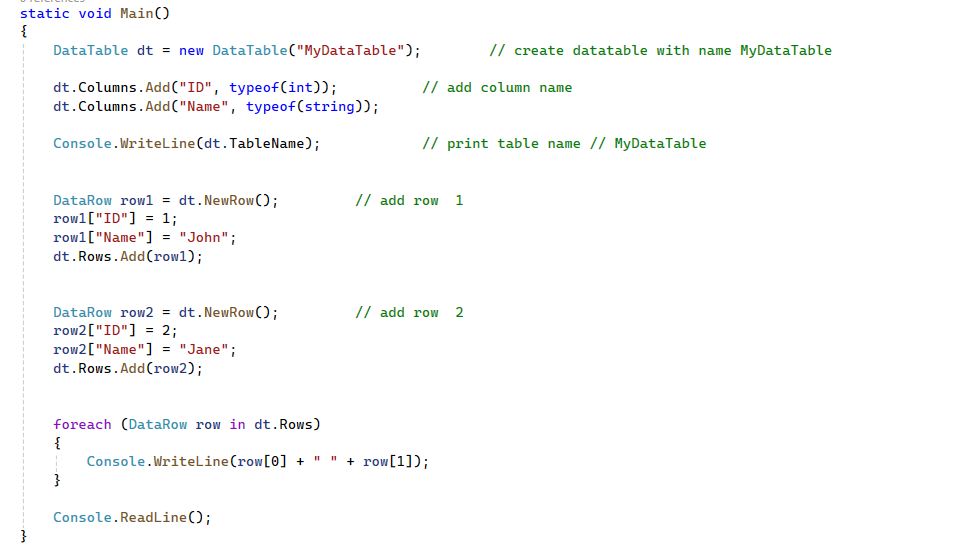 static void Main()
{
DataTable dt = new DataTable("MyDataTable"); // create datatable with name MyDataTable
dt.Columns.Add("ID", typeof(int)); // add column name
dt.Columns.Add("Name", typeof(string));
Console.WriteLine(dt.TableName); // print table name // MyDataTable
DataRow row1 = dt.NewRow(); // add row 1
row1["ID"] = 1;
row1["Name"] = "John";
dt.Rows.Add(row1);
DataRow row2 = dt.NewRow(); // add row 2
row2["ID"] = 2;
row2["Name"] = "Jane";
dt.Rows.Add(row2);
foreach (DataRow row in dt.Rows)
{
Console.WriteLine(row[0] + " " + row[1]);
}
Console.ReadLine();
}